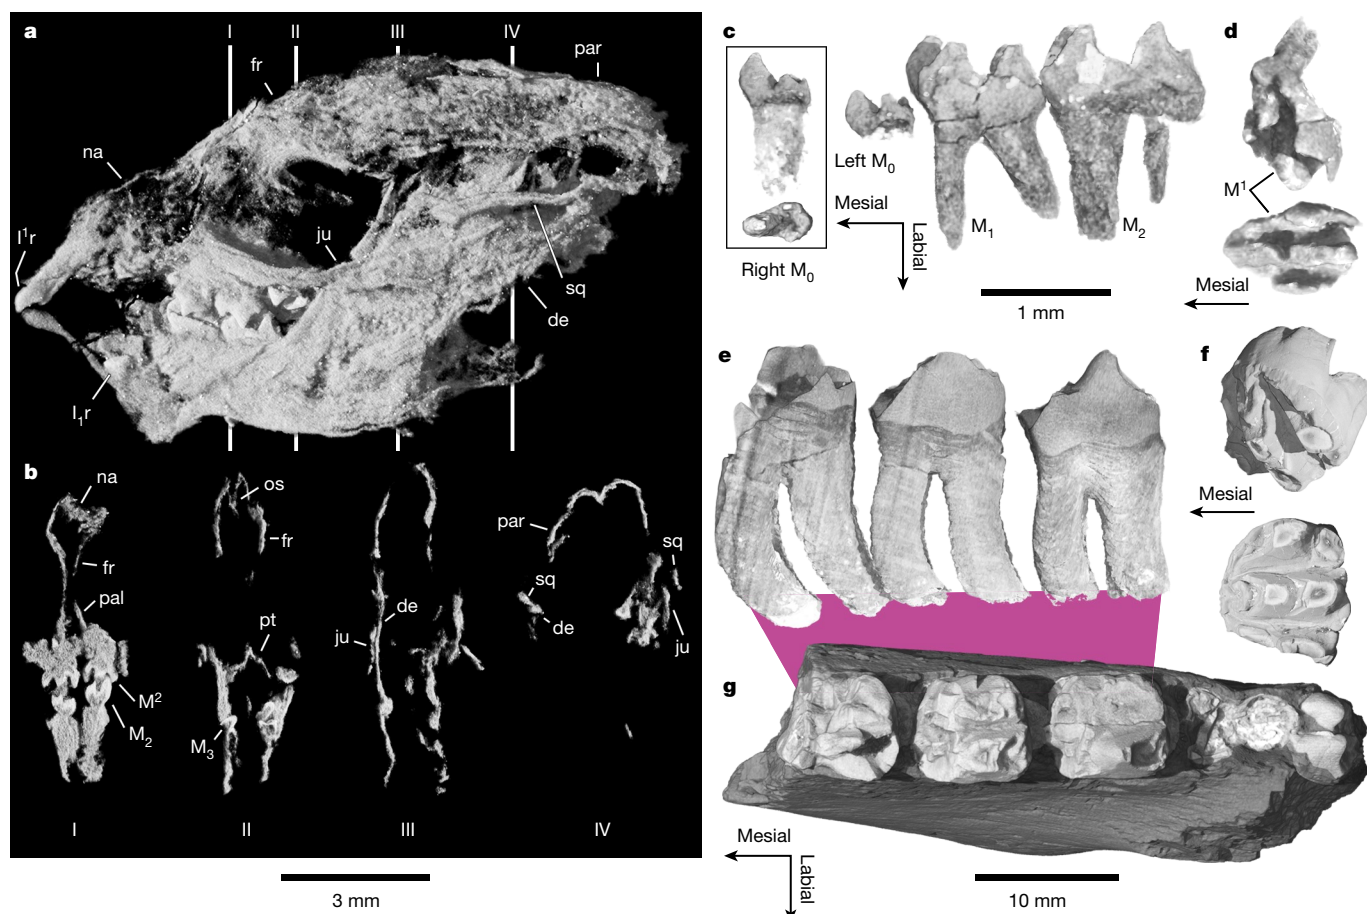 a
I
II
III
IV
par
fr
na
I¹r
ju
sq
de
I₁r
b
na
os
par
sq
fr
fr
sq
pal
de
pt
de
ju
ju
M²
M₂
M₃
I
II
III
IV
3 mm
c
d
Left M₀
Mesial
Labial
Right M₀
M₁
M₂
M¹
Mesial
1 mm
e
f
Mesial
g
Mesial
Labial
10 mm